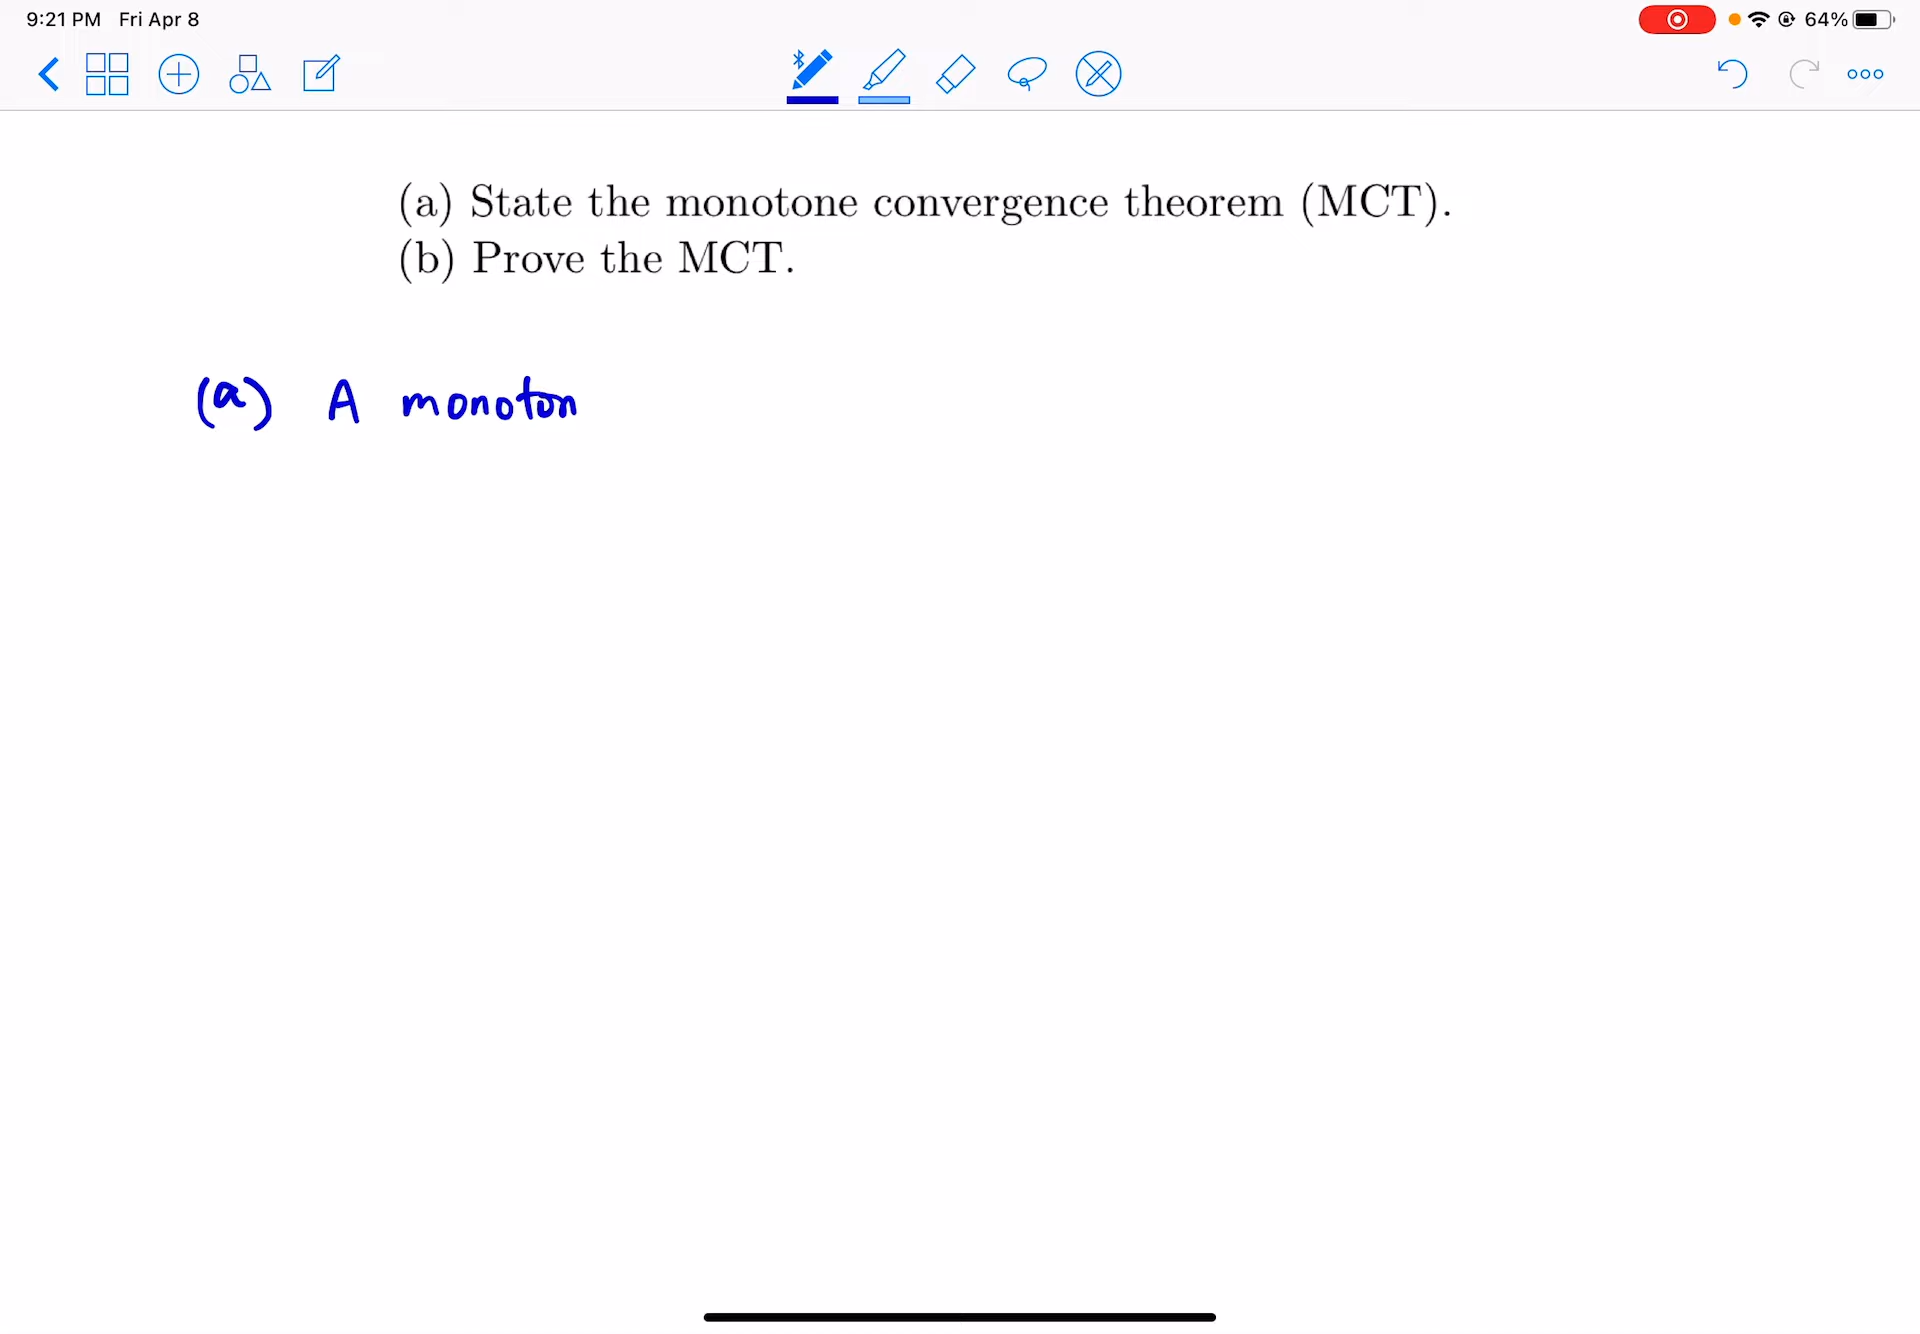 9:21 PM Fri Apr 8 64%
(a) State the monotone convergence theorem (MCT).
(b) Prove the MCT.
(a) A monoton